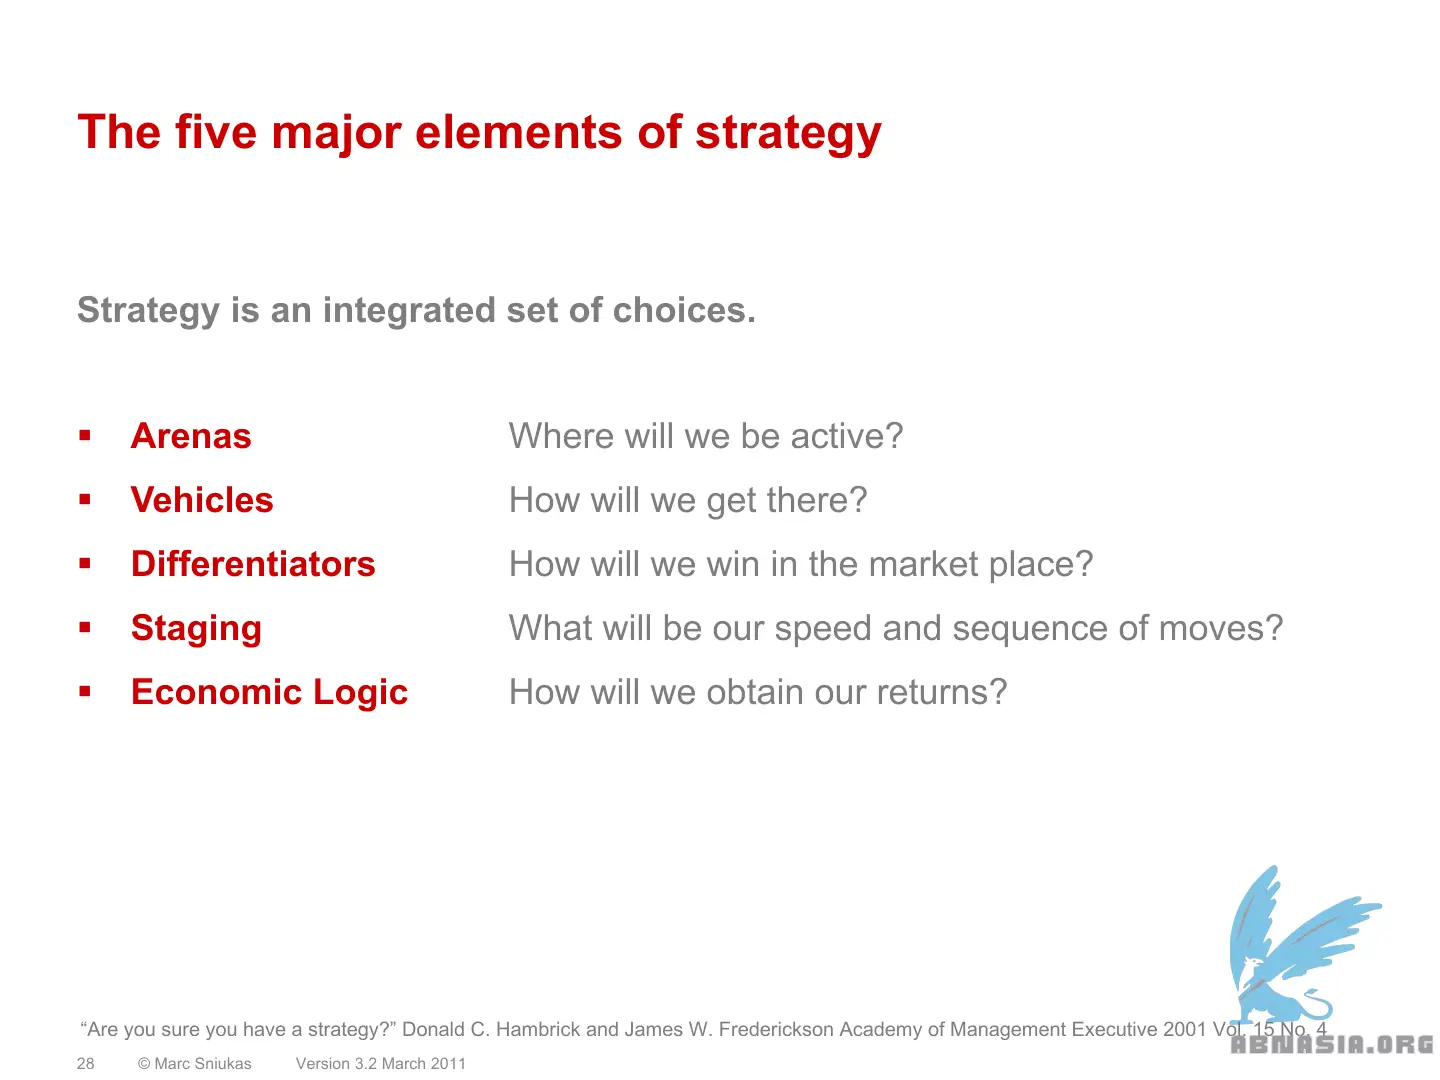 The five major elements of strategy
Strategy is an integrated set of choices.
▪ Arenas Where will we be active?
▪ Vehicles How will we get there?
▪ Differentiators How will we win in the market place?
▪ Staging What will be our speed and sequence of moves?
▪ Economic Logic How will we obtain our returns?
“Are you sure you have a strategy?” Donald C. Hambrick and James W. Frederickson Academy of Management Executive 2001 Vol. 15 No. 4
ABNASIA.ORG
28 © Marc Sniukas Version 3.2 March 2011